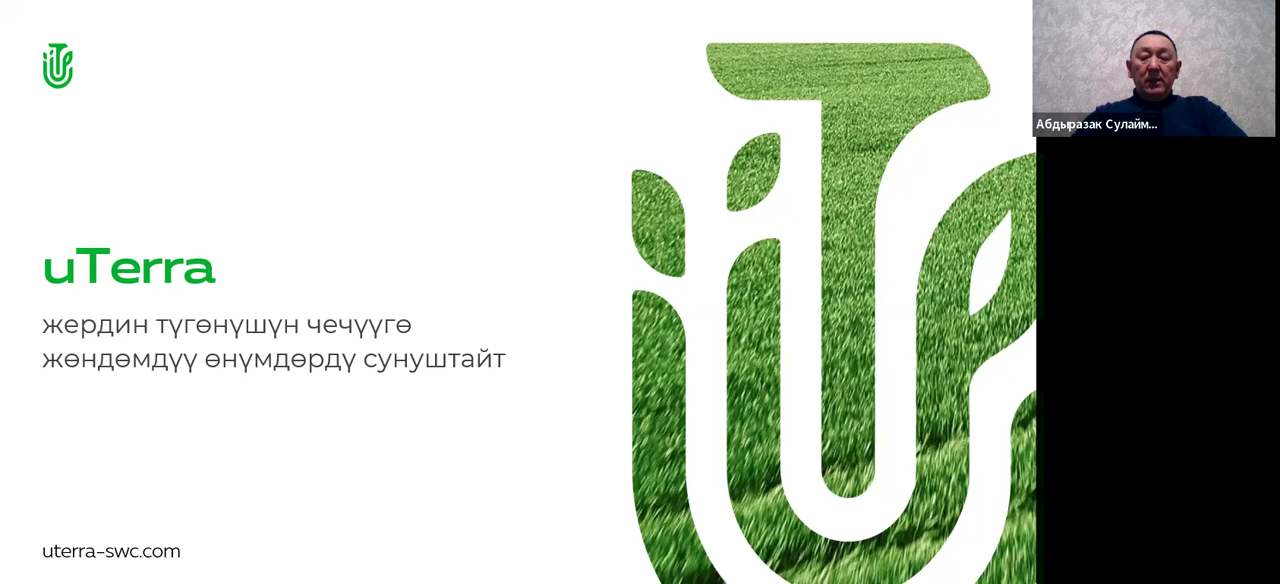 uTerra
жердин түгөнүшүн чечүүгө
жөндөмдүү өнүмдөрдү сунуштайт
uterra-swc.com
Абдыразак Сулайм...